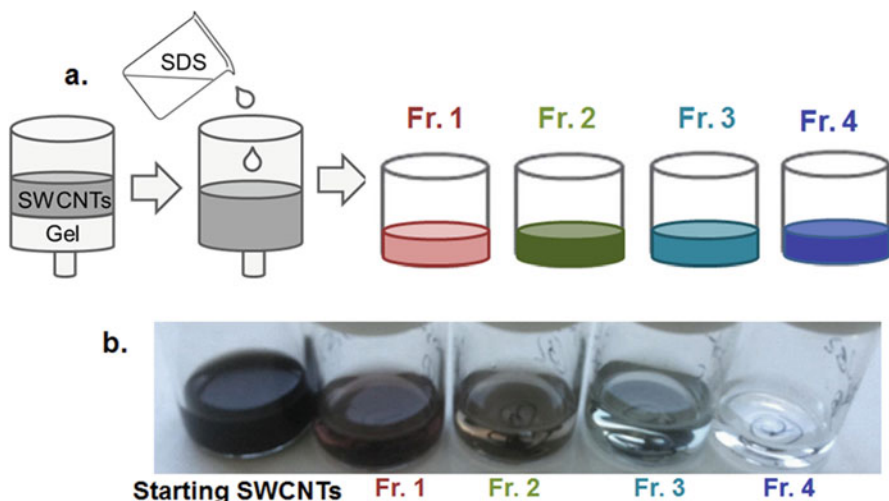 a.
SDS
SWCNTs
Gel
Fr. 1 Fr. 2 Fr. 3 Fr. 4
b.
Starting SWCNTs Fr. 1 Fr. 2 Fr. 3 Fr. 4